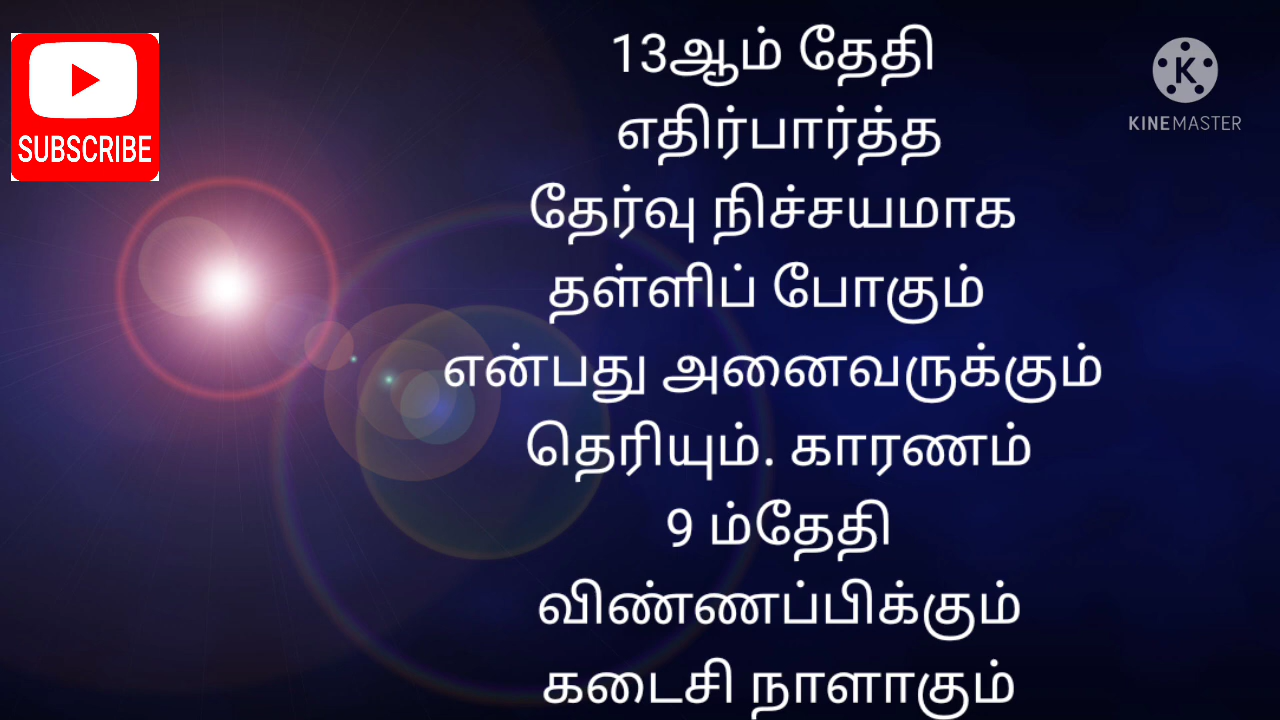 13ஆம் தேதி
எதிர்பார்த்த
தேர்வு நிச்சயமாக
தள்ளிப் போகும்
என்பது அனைவருக்கும்
தெரியும். காரணம்
9 ம்தேதி
விண்ணப்பிக்கும்
கடைசி நாளாகும்
SUBSCRIBE
K
KINEMASTER